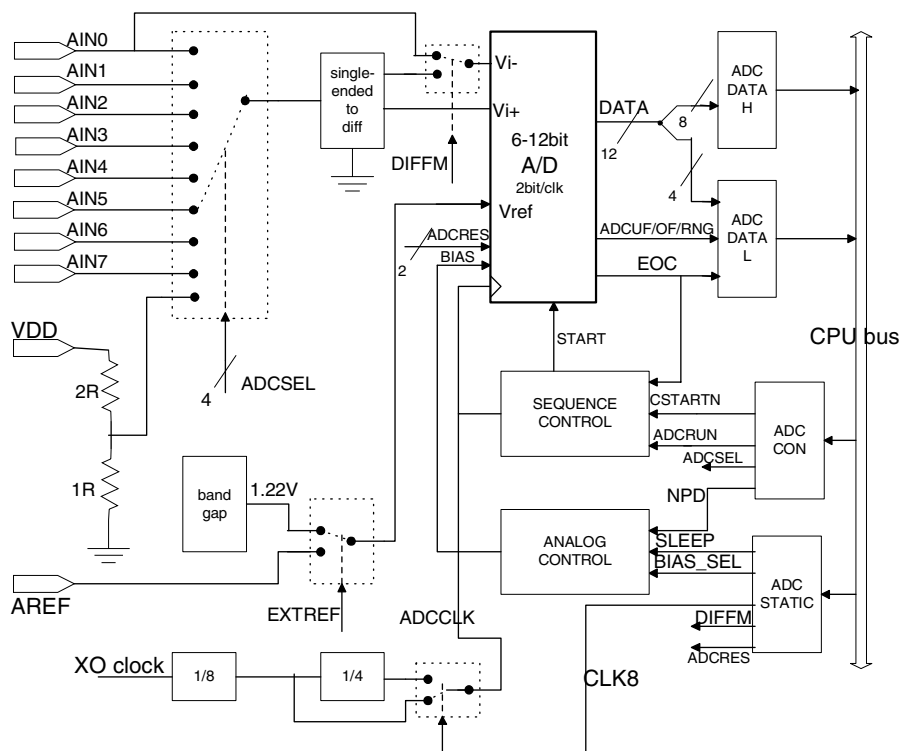 AIN0
AIN1
AIN2
AIN3
AIN4
AIN5
AIN6
AIN7
single-
ended
to
diff
DIFFM
Vi-
Vi+
6-12bit
A/D
2bit/clk
Vref
ADCRES
2
BIAS
DATA
12
8
4
ADC
DATA
H
ADCUF/OF/RNG
EOC
ADC
DATA
L
CPU bus
VDD
2R
1R
4
ADCSEL
START
SEQUENCE
CONTROL
CSTARTN
ADCRUN
ADCSEL
NPD
ADC
CON
band
gap
1.22V
ANALOG
CONTROL
SLEEP
BIAS_SEL
ADC
STATIC
DIFFM
ADCRES
AREF
EXTREF
ADCCLK
XO clock
1/8
1/4
CLK8